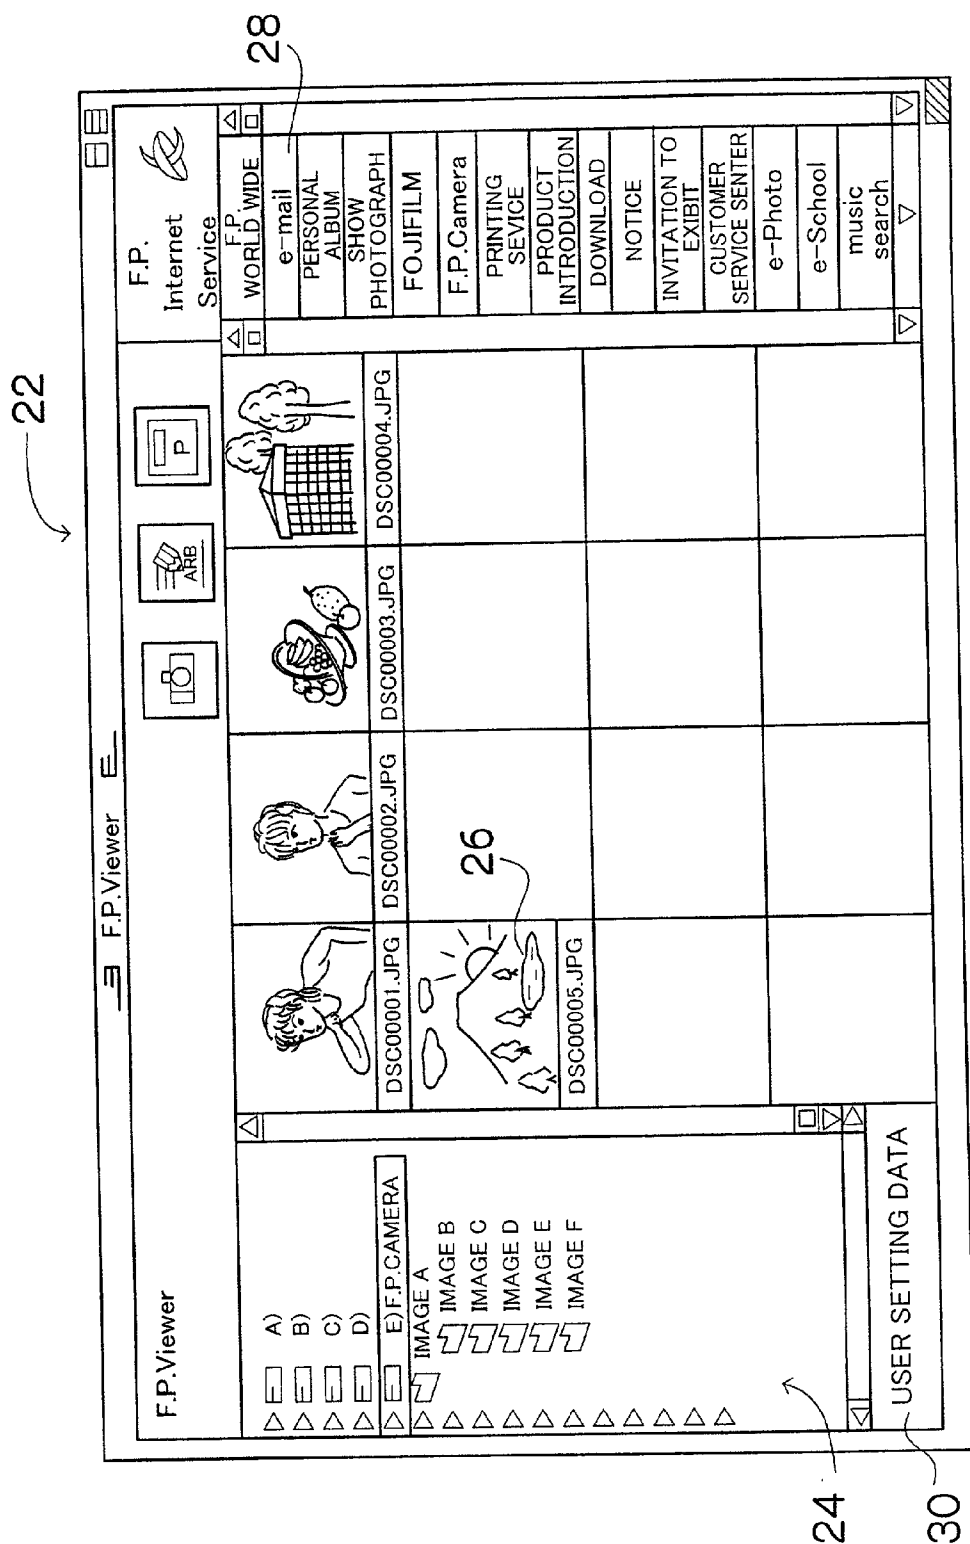 22
F.P.Viewer
F.P.Viewer
ARB
P
F.P.
Internet
Service
A)
B)
C)
D)
E)F.P.CAMERA
IMAGE A
IMAGE B
IMAGE C
IMAGE D
IMAGE E
IMAGE F
24
USER SETTING DATA
30
DSC00001.JPG
DSC00002.JPG
DSC00003.JPG
DSC00004.JPG
26
DSC00005.JPG
F.P.
WORLD WIDE
e-mail
28
PERSONAL
ALBUM
SHOW
PHOTOGRAPH
FOJIFILM
F.P.Camera
PRINTING
SEVICE
PRODUCT
INTRODUCTION
DOWNLOAD
NOTICE
INVITATION TO
EXIBIT
CUSTOMER
SERVICE SENTER
e-Photo
e-School
music
search